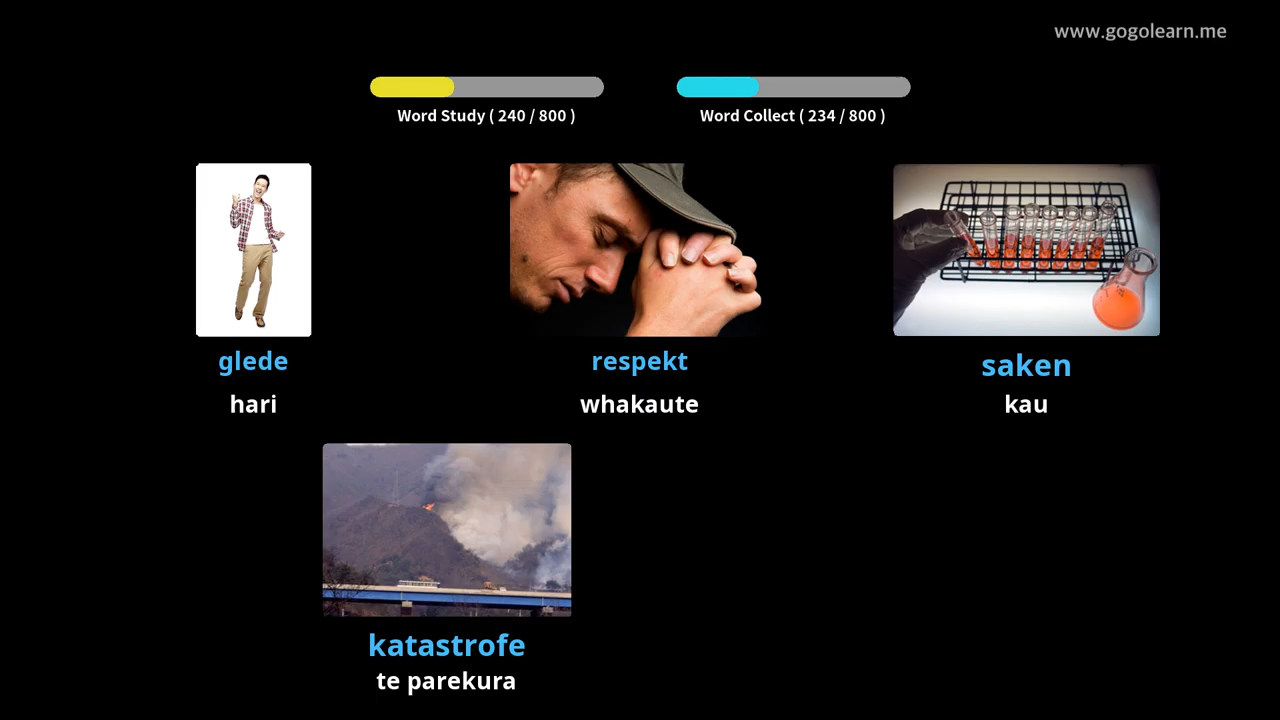 www.gogolearn.me
Word Study ( 240 / 800 )
Word Collect ( 234 / 800 )
glede
hari
respekt
whakaute
saken
kau
katastrofe
te parekura